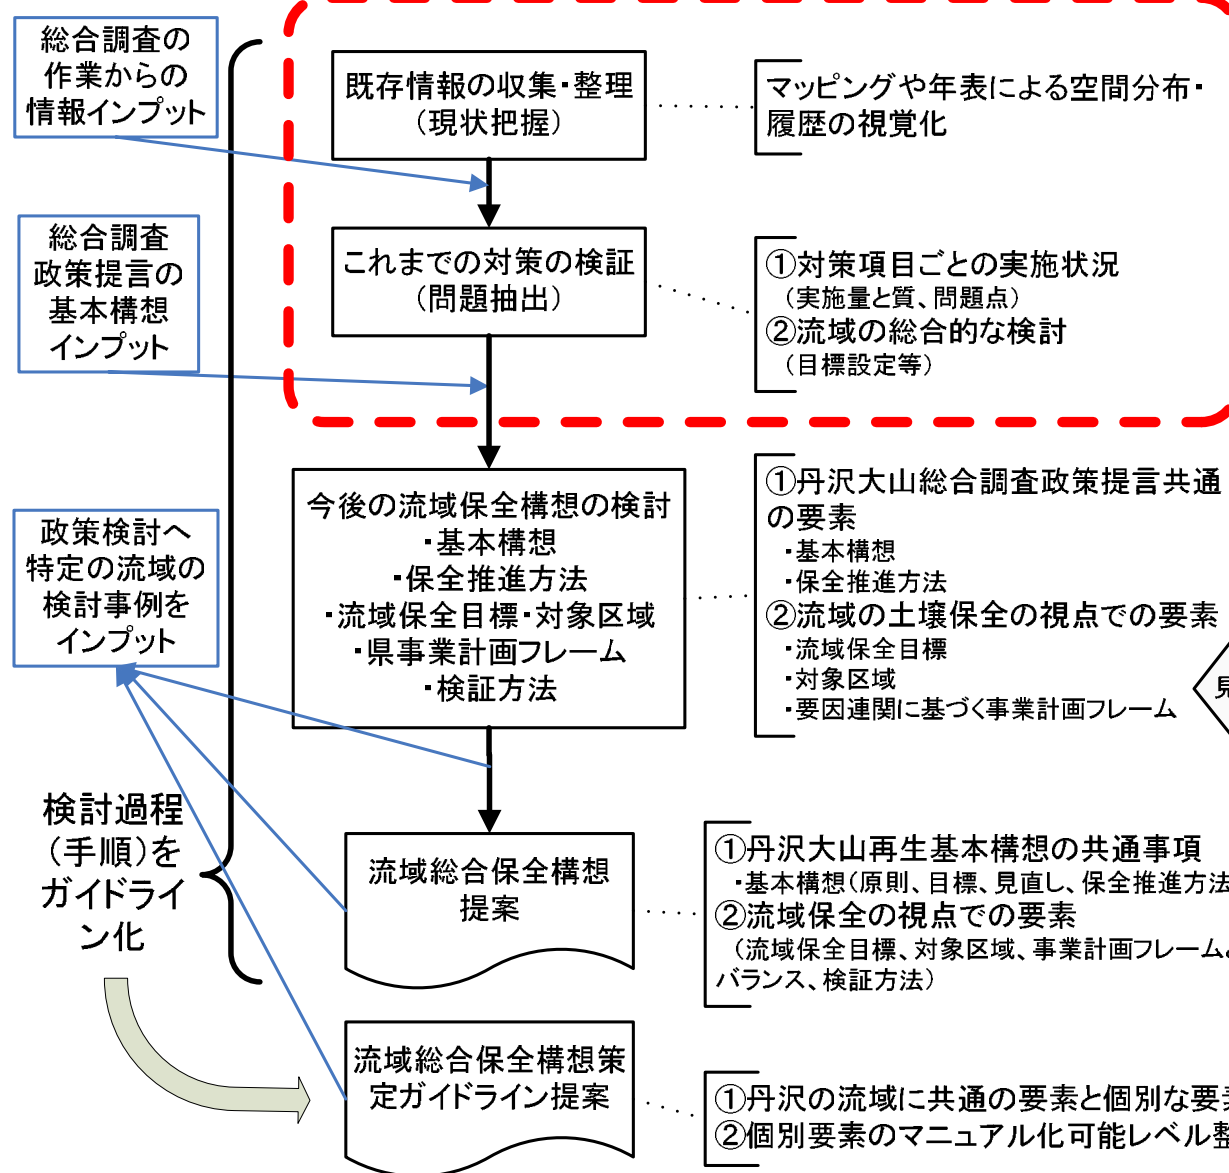 総合調査の
作業からの
情報インプット
既存情報の収集・整理
(現状把握)
マッピングや年表による空間分布・
履歴の視覚化
総合調査
政策提言の
基本構想
インプット
これまでの対策の検証
(問題抽出)
①対策項目ごとの実施状況
(実施量と質、問題点)
②流域の総合的な検討
(目標設定等)
今後の流域保全構想の検討
・基本構想
・保全推進方法
・流域保全目標・対象区域
・県事業計画フレーム
・検証方法
①丹沢大山総合調査政策提言共通
の要素
・基本構想
・保全推進方法
②流域の土壌保全の視点での要素
・流域保全目標
・対象区域
・要因連関に基づく事業計画フレーム
政策検討へ
特定の流域の
検討事例を
インプット
検討過程
(手順)を
ガイドライ
ン化
流域総合保全構想
提案
①丹沢大山再生基本構想の共通事項
・基本構想(原則、目標、見直し、保全推進方法
②流域保全の視点での要素
(流域保全目標、対象区域、事業計画フレーム
バランス、検証方法)
流域総合保全構想策
定ガイドライン提案
①丹沢の流域に共通の要素と個別な要素
②個別要素のマニュアル化可能レベル整